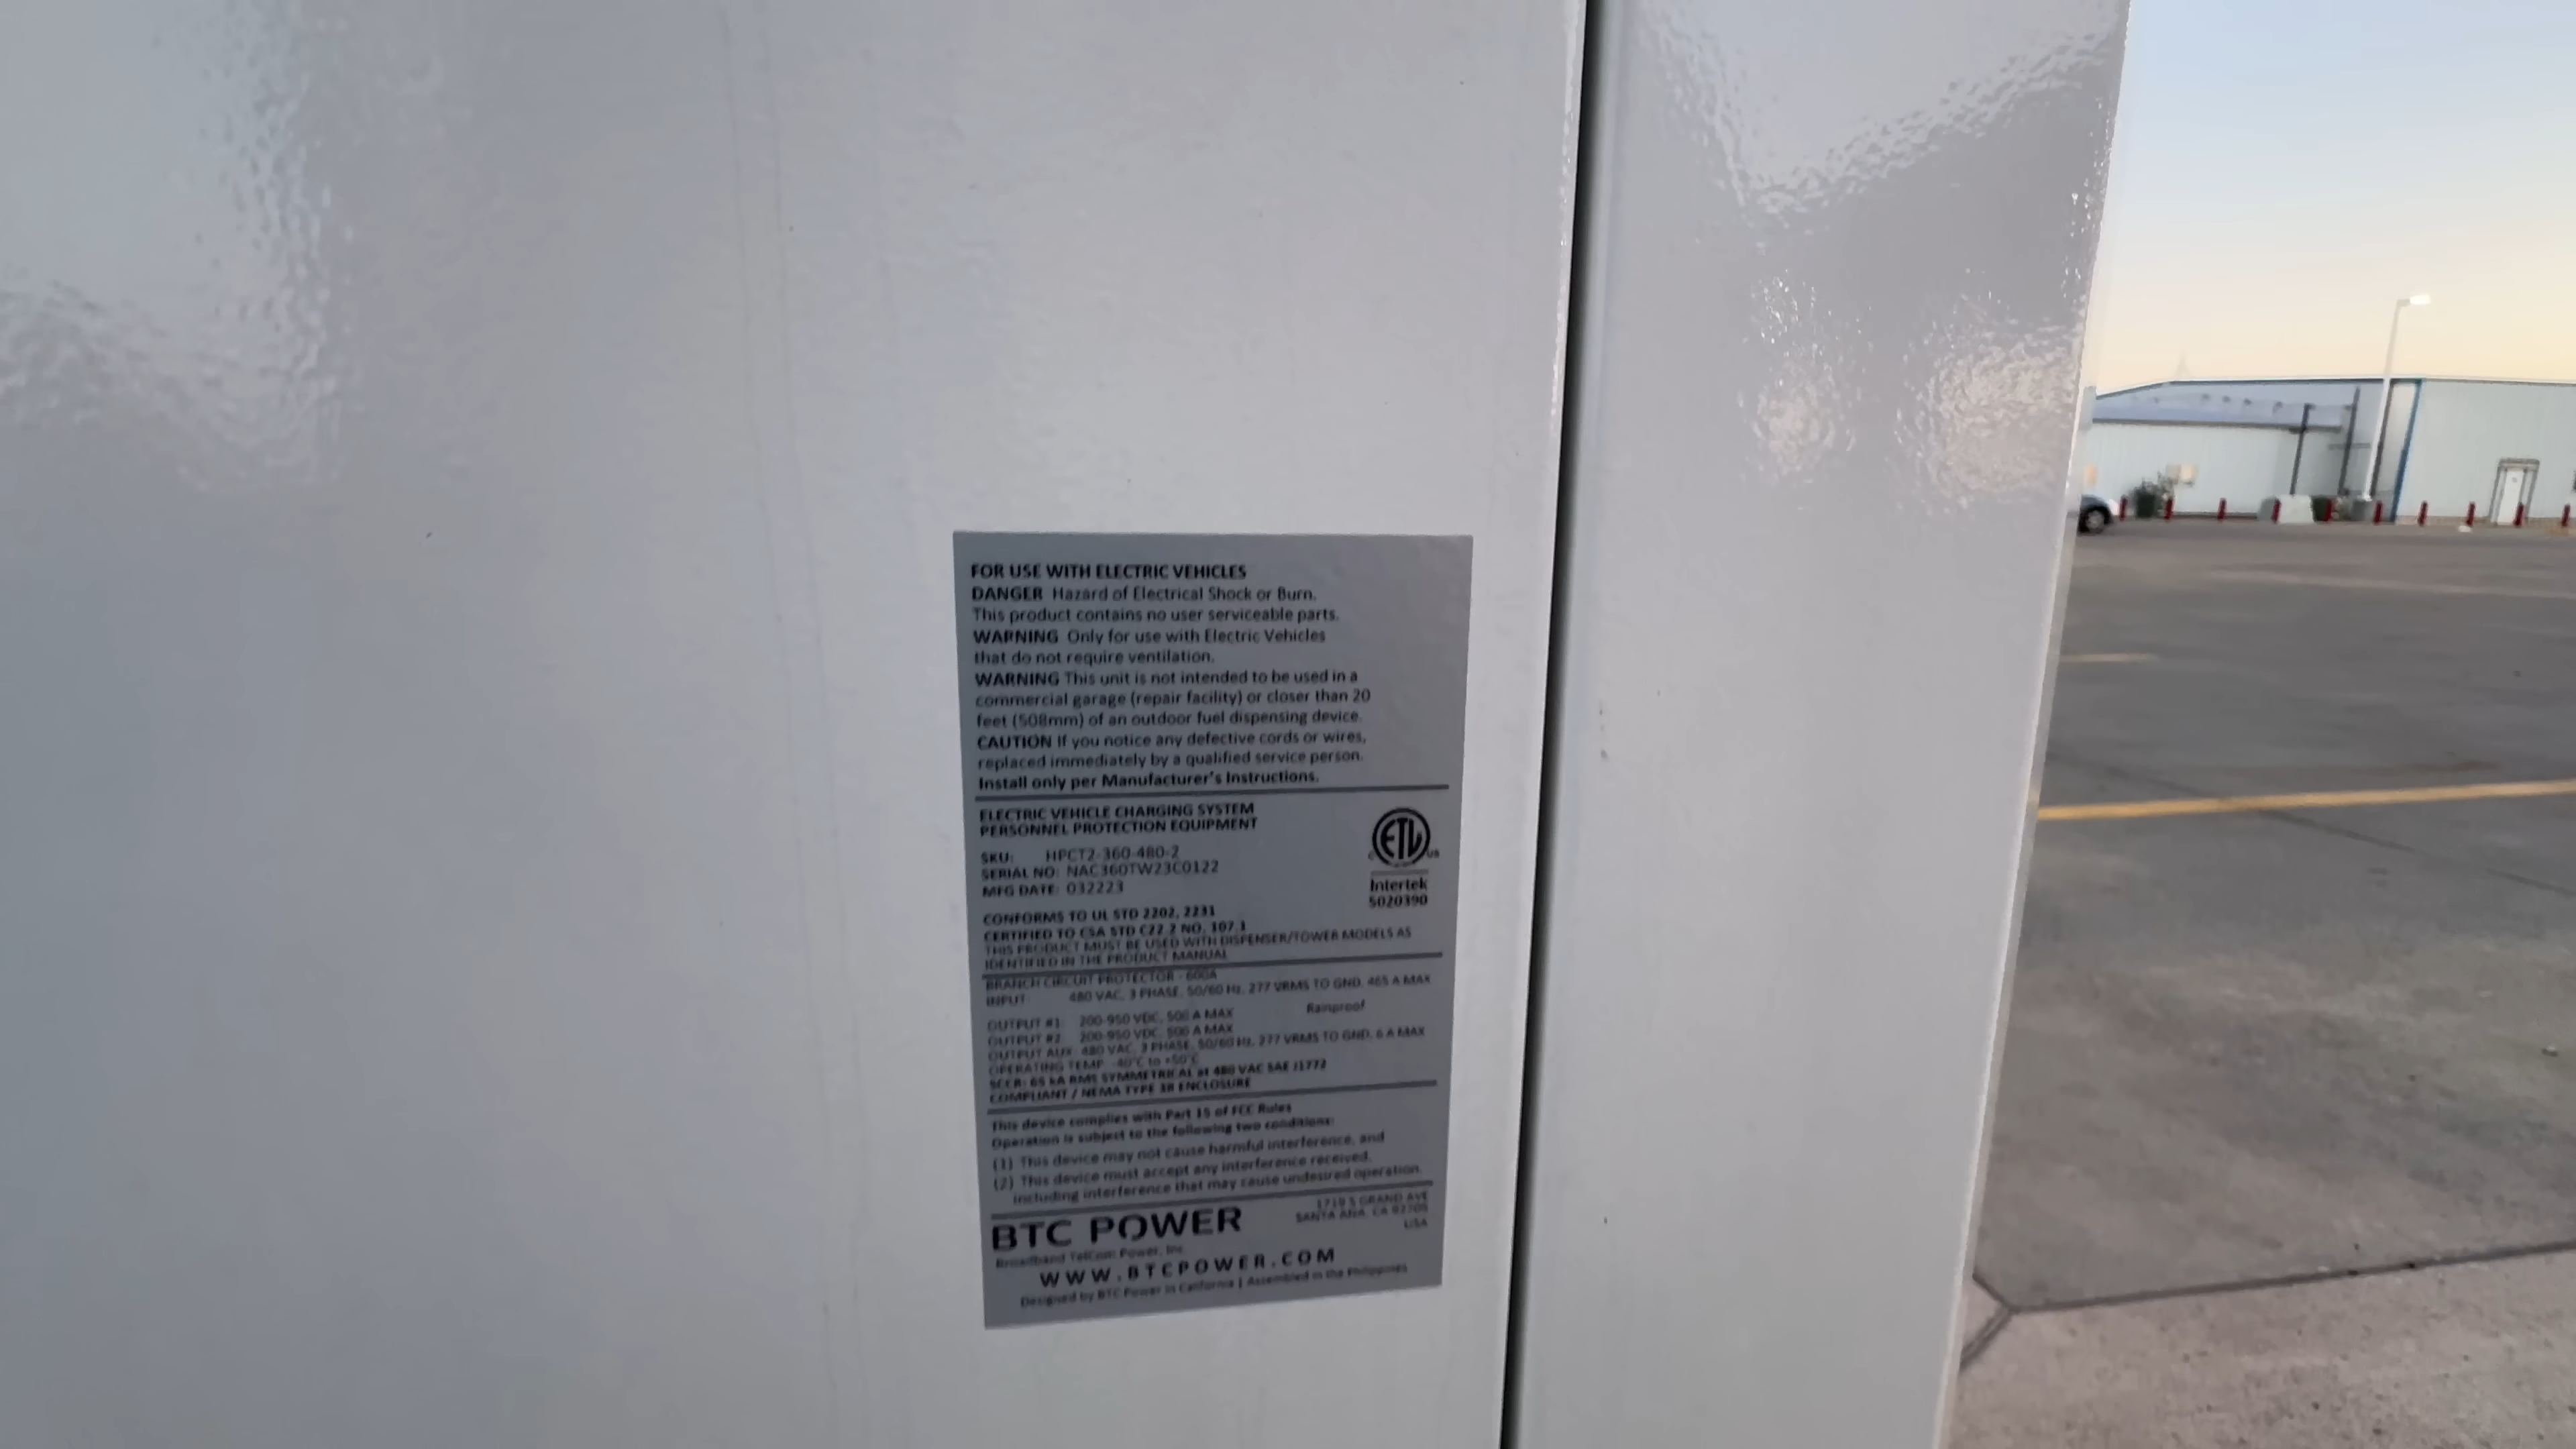 FOR USE WITH ELECTRIC VEHICLES
DANGER Hazard of Electrical Shock or Burn.
This product contains no user serviceable parts.
WARNING Only for use with Electric Vehicles
that do not require ventilation.
WARNING This unit is not intended to be used in a
commercial garage (repair facility) or closer than 20
feet (508mm) of an outdoor fuel dispensing device.
CAUTION If you notice any defective cords or wires,
replaced immediately by a qualified service person.
Install only per Manufacturer's Instructions.
ELECTRIC VEHICLE CHARGING SYSTEM
PERSONNEL PROTECTION EQUIPMENT
SKU: HPCT2-360-480-2
SERIAL NO: NAC360TW23C0122
MFG DATE: 032223
ETL
C US
Intertek
5020390
CONFORMS TO UL STD 2202, 2231
CERTIFIED TO CSA STD C22.2 NO. 107.1
THIS PRODUCT MUST BE USED WITH DISPENSER/TOWER MODELS AS
IDENTIFIED IN THE PRODUCT MANUAL
BRANCH CIRCUIT PROTECTOR - 600A
INPUT: 480 VAC, 3 PHASE, 50/60 Hz, 277 VRMS TO GND, 465 A MAX
Rainproof
OUTPUT #1: 200-950 VDC, 500 A MAX
OUTPUT #2: 200-950 VDC, 500 A MAX
OUTPUT AUX: 480 VAC, 3 PHASE, 50/60 Hz, 277 VRMS TO GND, 6 A MAX
OPERATING TEMP: -40°C to +50°C
SCCR: 65 kA RMS SYMMETRICAL at 480 VAC SAE J1772
COMPLIANT / NEMA TYPE 3R ENCLOSURE
This device complies with Part 15 of FCC Rules
Operation is subject to the following two conditions:
(1) This device may not cause harmful interference, and
(2) This device must accept any interference received,
including interference that may cause undesired operation.
BTC POWER
Broadband TelCom Power, Inc.
1719 S GRAND AVE
SANTA ANA, CA 92705
USA
WWW.BTCPOWER.COM
Designed by BTC Power in California | Assembled in the Philippines